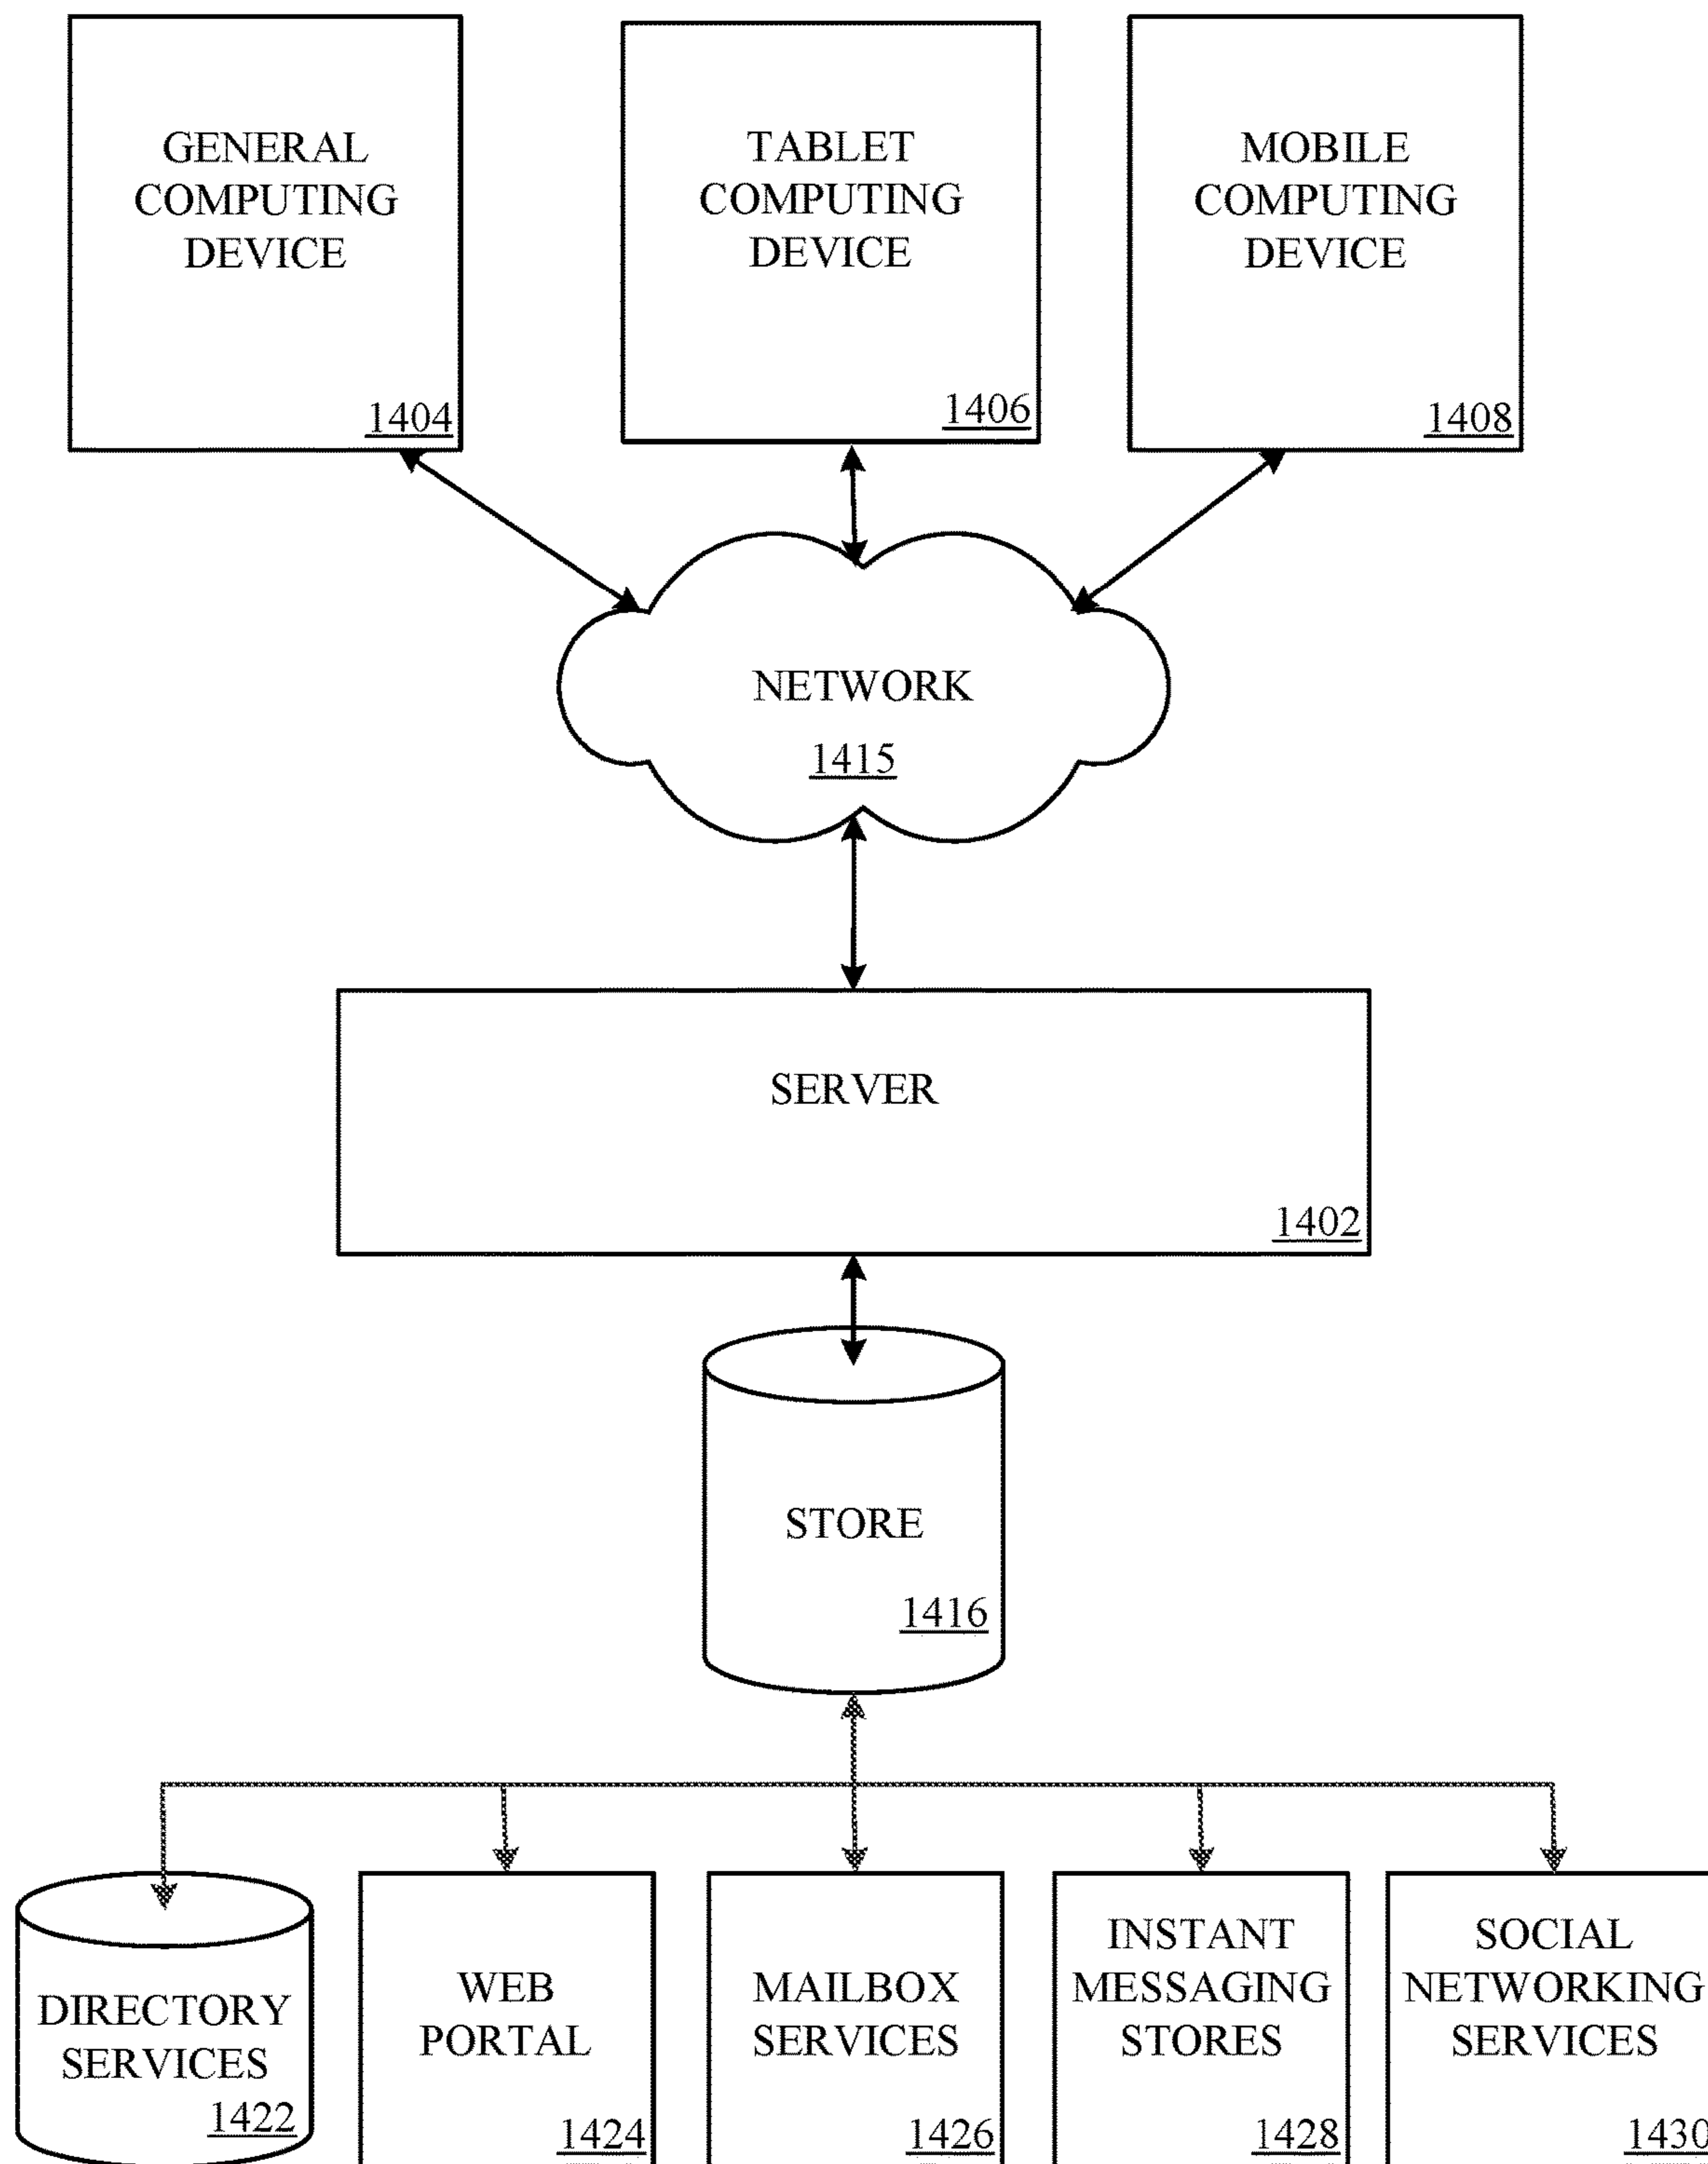 GENERAL
COMPUTING
DEVICE
1404
TABLET
COMPUTING
DEVICE
1406
MOBILE
COMPUTING
DEVICE
1408
NETWORK
1415
SERVER
1402
STORE
1416
DIRECTORY
SERVICES
1422
WEB
PORTAL
1424
MAILBOX
SERVICES
1426
INSTANT
MESSAGING
STORES
1428
SOCIAL
NETWORKING
SERVICES
1430